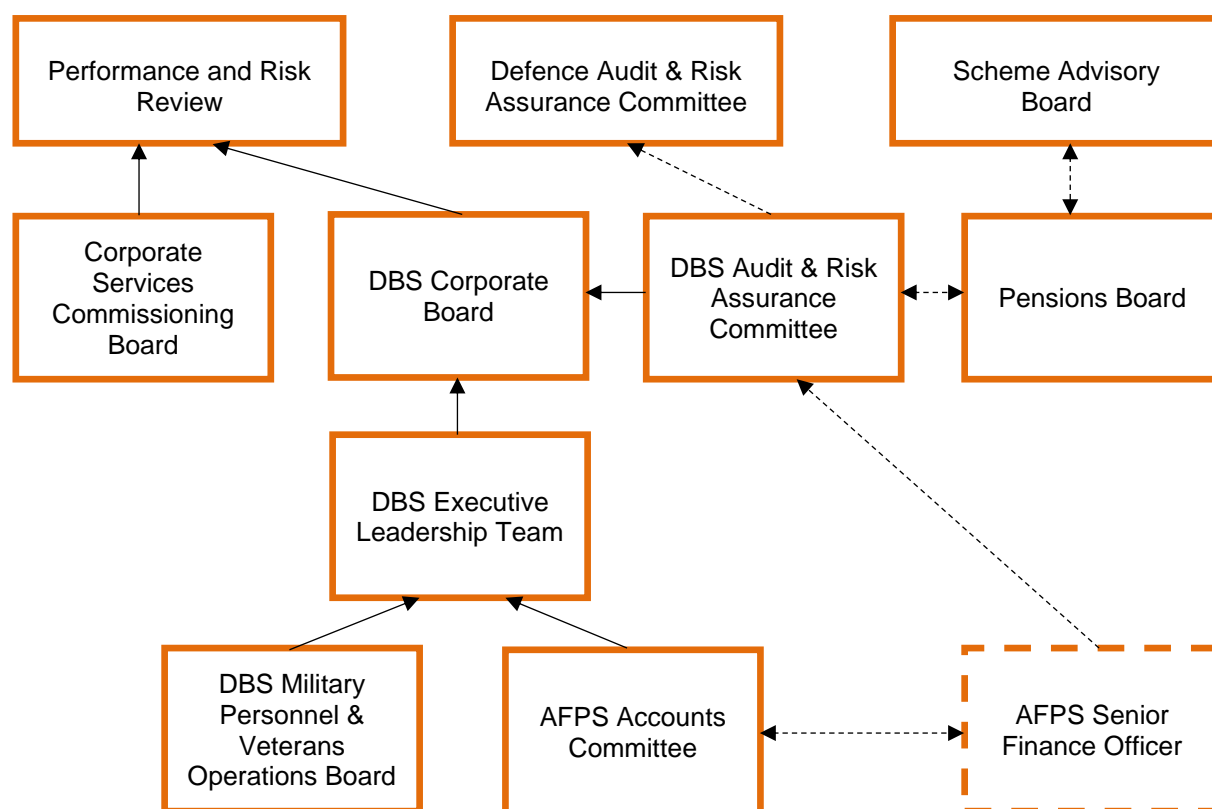 Performance and Risk
Review
Defence Audit & Risk
Assurance Committee
Scheme Advisory
Board
Corporate
Services
Commissioning
Board
DBS Corporate
Board
DBS Audit & Risk
Assurance
Committee
Pensions Board
DBS Executive
Leadership Team
DBS Military
Personnel &
Veterans
Operations Board
AFPS Accounts
Committee
AFPS Senior
Finance Officer